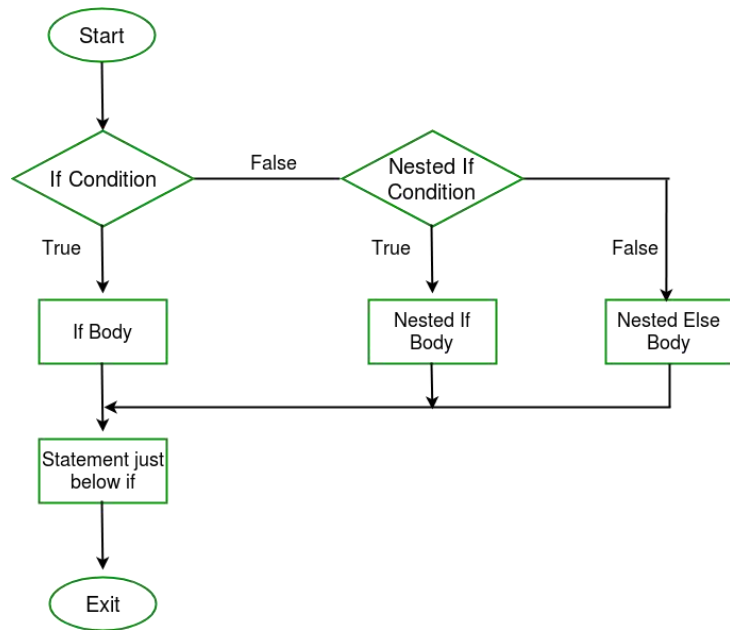 Start
If Condition
False
Nested If
Condition
True
True
False
If Body
Nested If
Body
Nested Else
Body
Statement just
below if
Exit